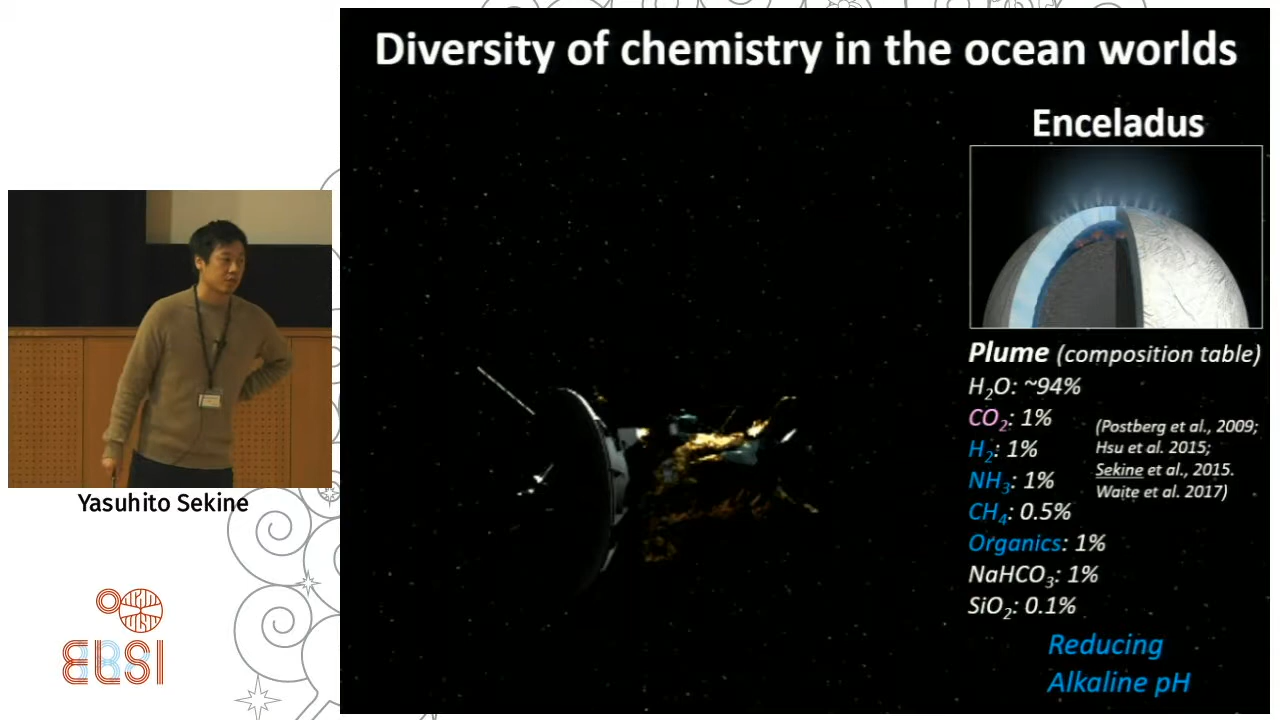 Diversity of chemistry in the ocean worlds
Enceladus
Plume (composition table)
H₂O: ~94%
CO₂: 1%
H₂: 1%
NH₃: 1%
CH₄: 0.5%
Organics: 1%
NaHCO₃: 1%
SiO₂: 0.1%
(Postberg et al., 2009;
Hsu et al. 2015;
Sekine et al., 2015.
Waite et al. 2017)
Reducing
Alkaline pH
Yasuhito Sekine
ELSI